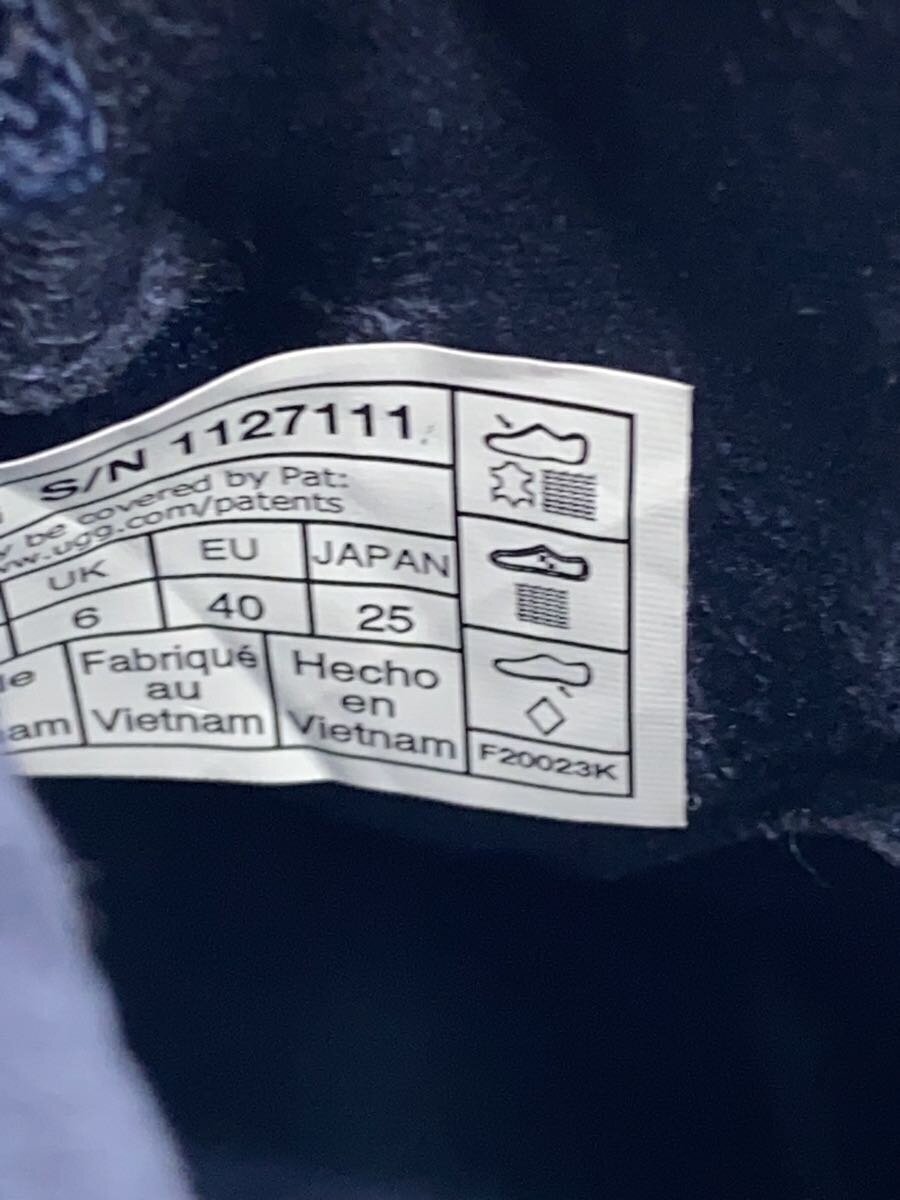 S/N 1127111
be covered by Pat:
ugg.com/patents
UK EU JAPAN
6 40 25
Fabriqué
au
Vietnam
Hecho
en
Vietnam
F20023K